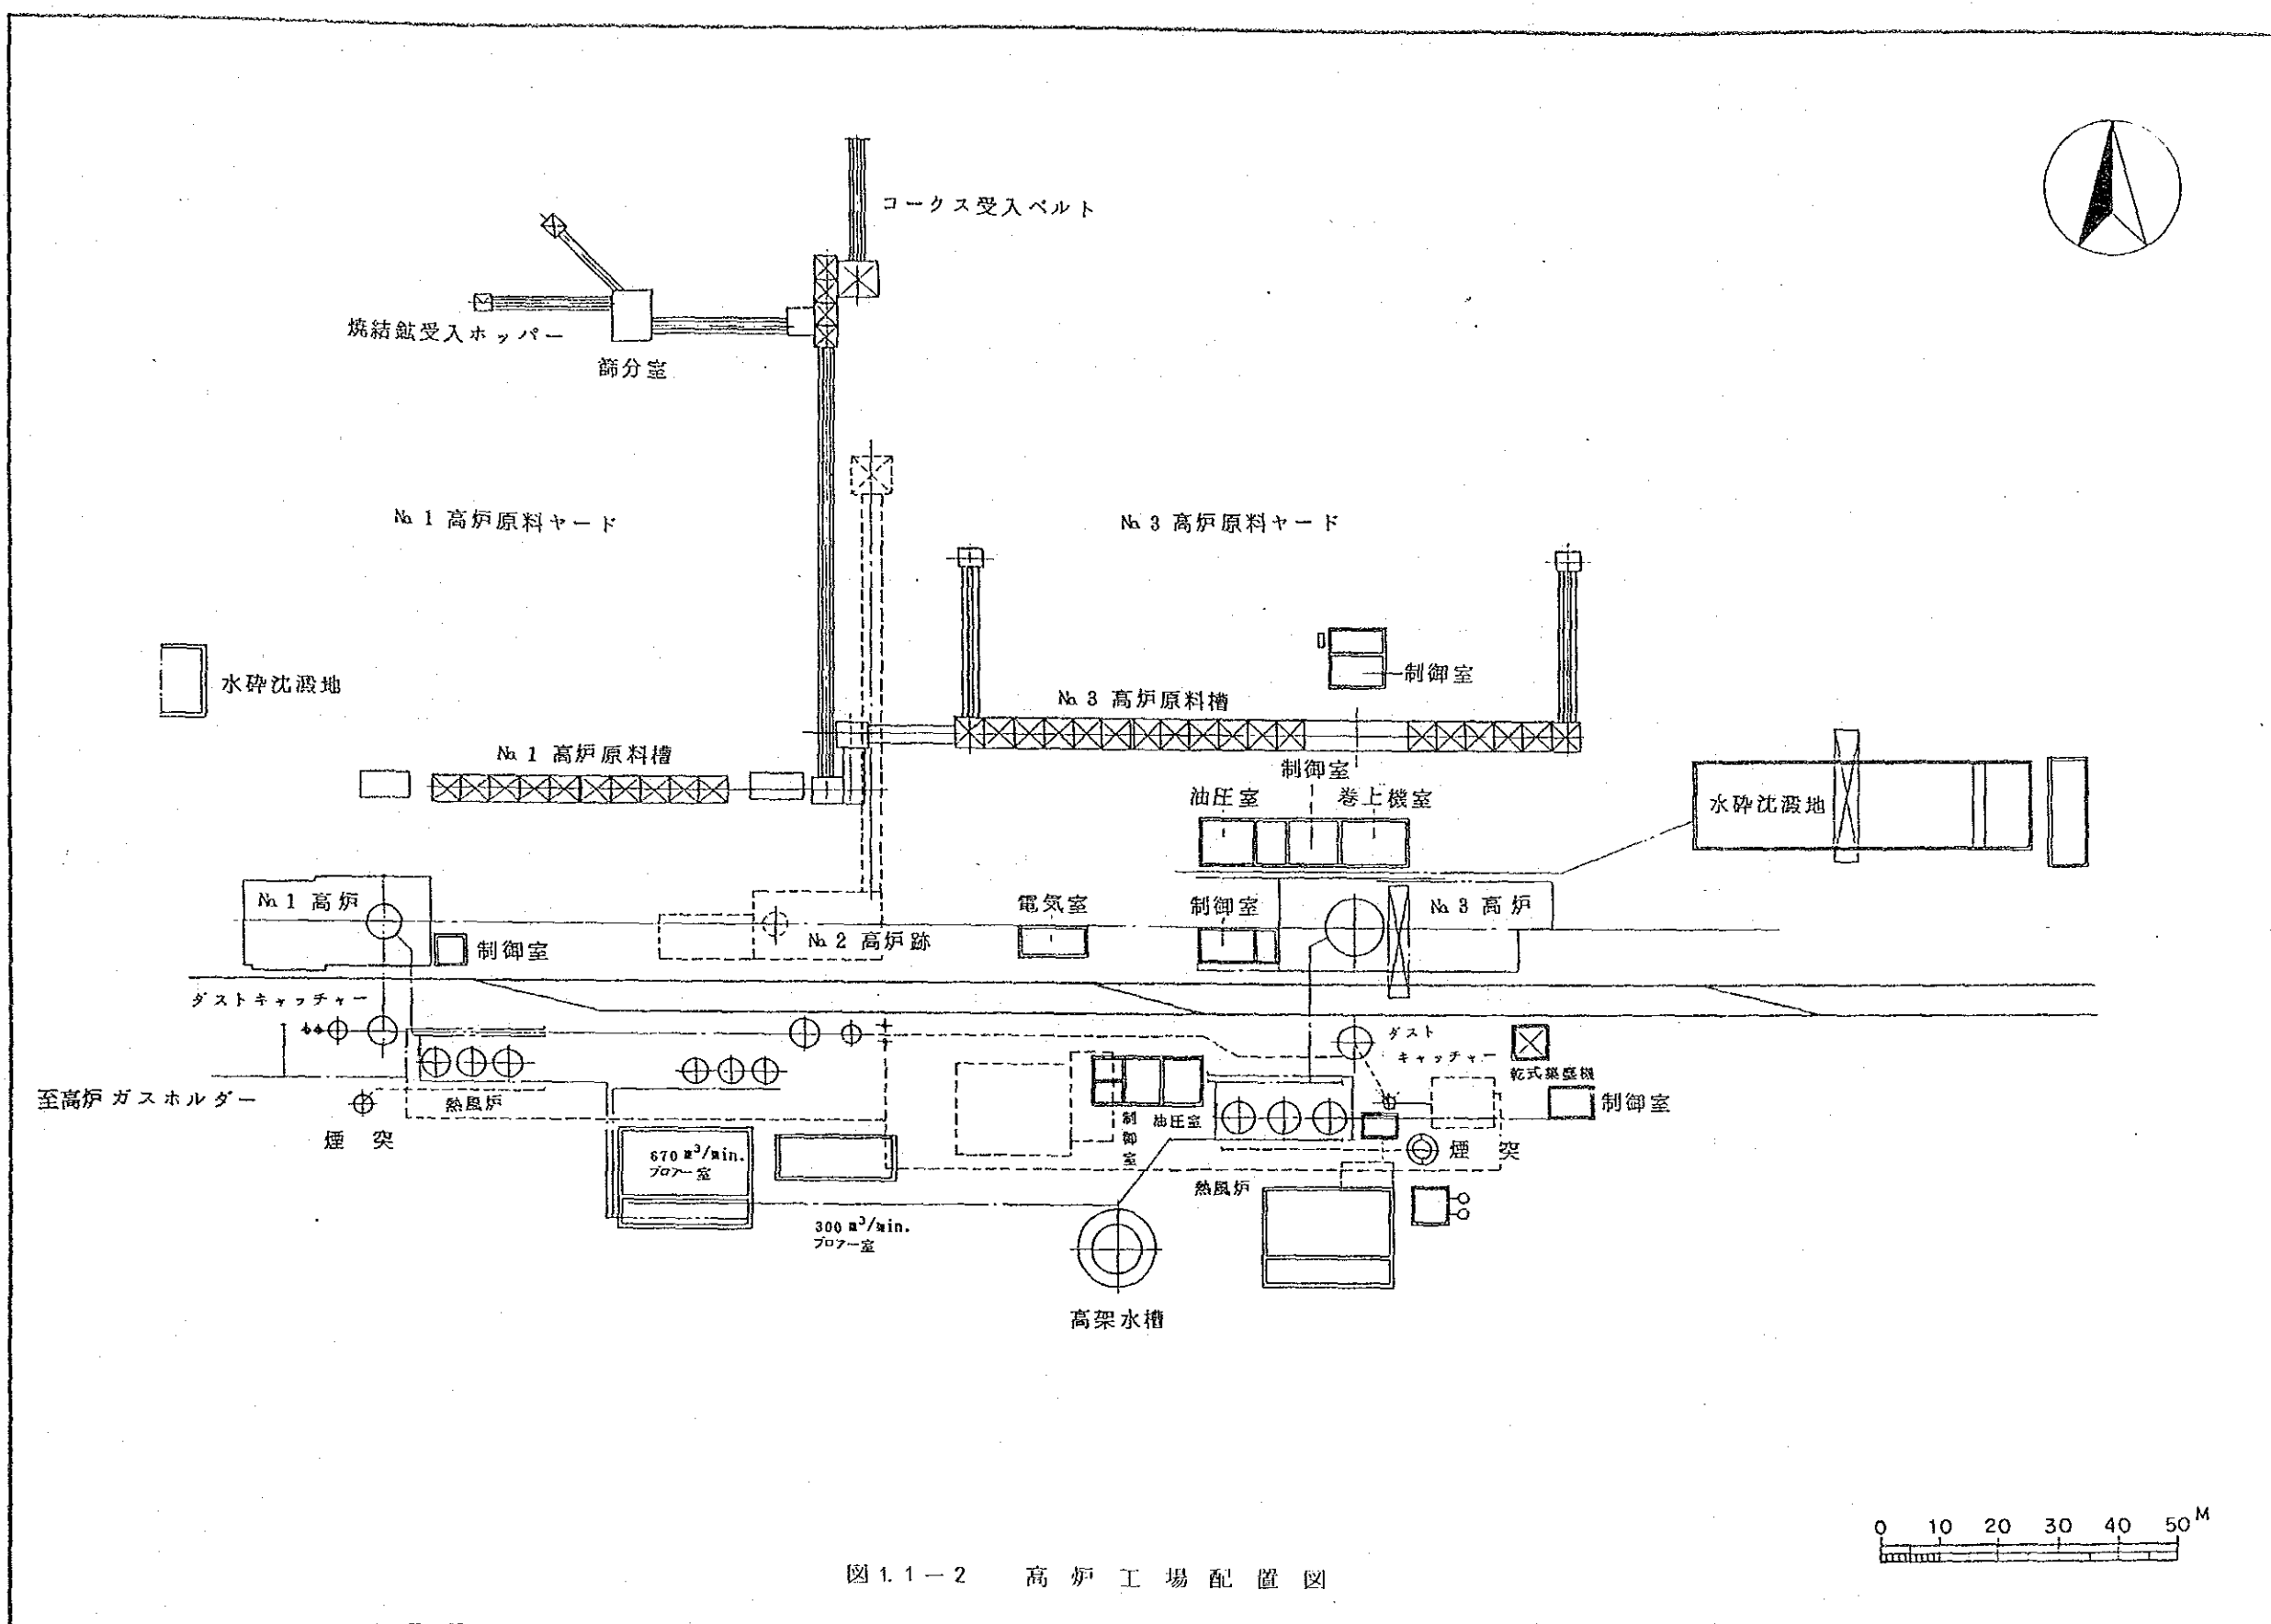 コークス受入ベルト
焼結鉱受入ホッパー
篩分室
№1 高炉原料ヤード
№3 高炉原料ヤード
水砕沈澱地
制御室
№3 高炉原料槽
№1 高炉原料槽
制御室
油圧室
巻上機室
水砕沈澱地
№1 高炉
制御室
№2 高炉跡
電気室
制御室
№3 高炉
ダストキャッチャー
ダスト
キャッチャー
乾式集塵機
至高炉ガスホルダー
熱風炉
煙 突
制御室
油圧室
制御室
煙 突
670 m³/min.
ブロアー室
熱風炉
300 m³/min.
ブロアー室
高架水槽
0 10 20 30 40 50 M
図1.1－2 高炉工場配置図